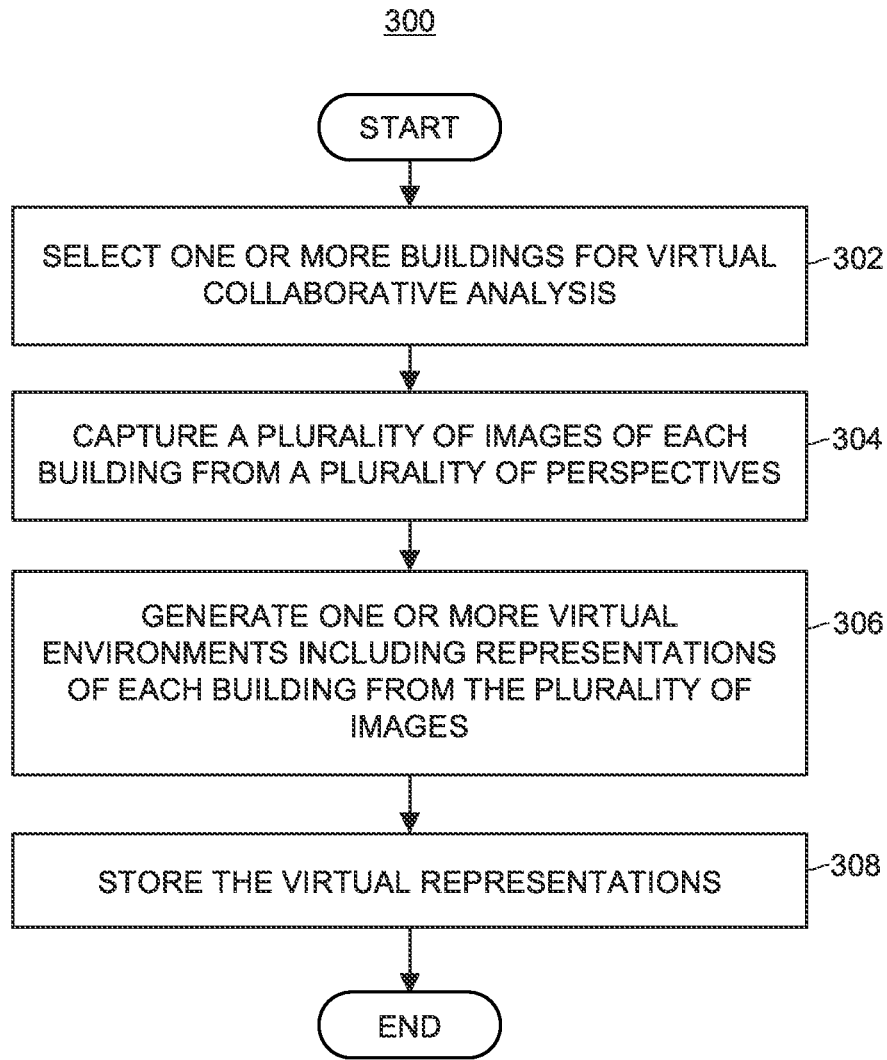 300
START
SELECT ONE OR MORE BUILDINGS FOR VIRTUAL
COLLABORATIVE ANALYSIS
302
CAPTURE A PLURALITY OF IMAGES OF EACH
BUILDING FROM A PLURALITY OF PERSPECTIVES
304
GENERATE ONE OR MORE VIRTUAL
ENVIRONMENTS INCLUDING REPRESENTATIONS
OF EACH BUILDING FROM THE PLURALITY OF
IMAGES
306
STORE THE VIRTUAL REPRESENTATIONS
308
END